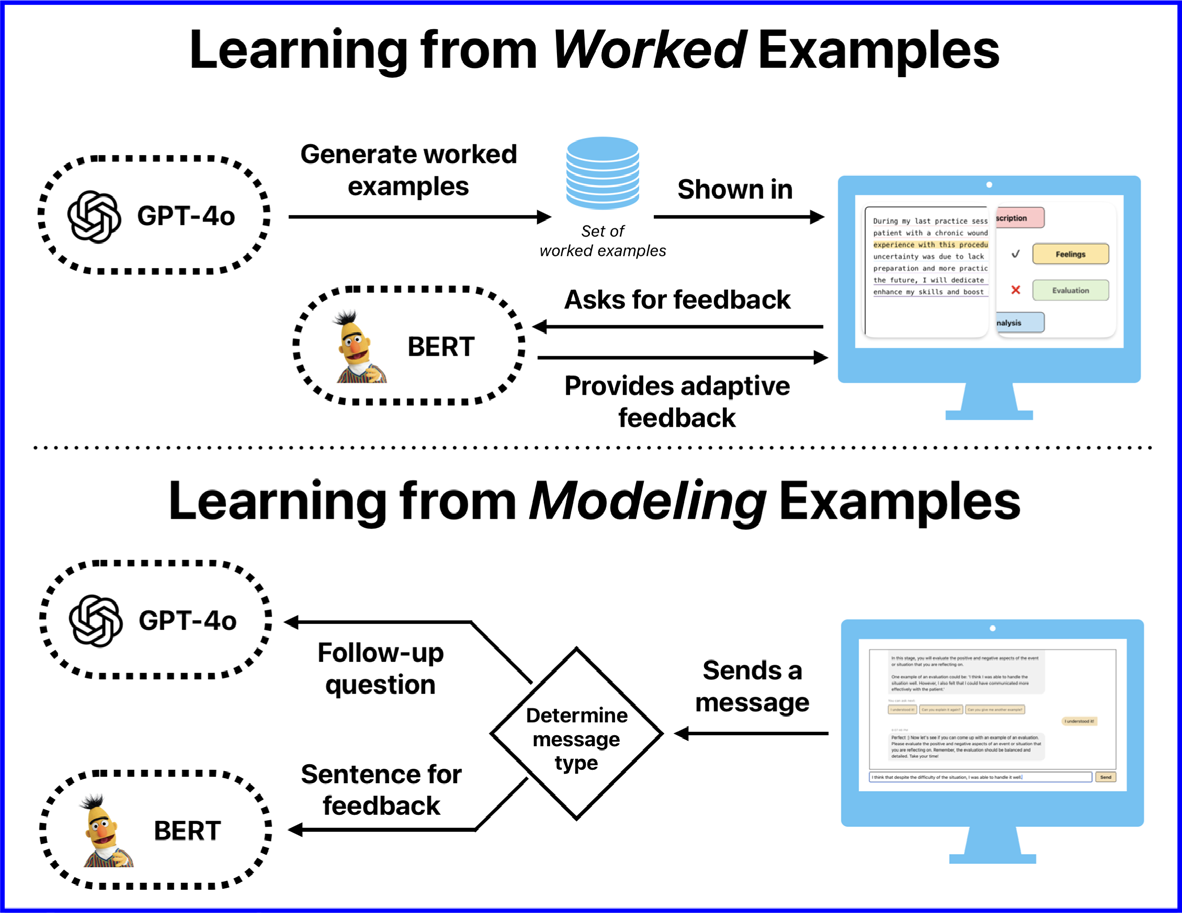 Learning from Worked Examples
GPT-4o
Generate worked
examples
Set of
worked examples
Shown in
During my last practice sess
patient with a chronic wound
experience with this procedu
uncertainty was due to lack
preparation and more practic
the future, I will dedicate
enhance my skills and boost
scription
✓
Feelings
Evaluation
nalysis
BERT
Asks for feedback
Provides adaptive
feedback
Learning from Modeling Examples
GPT-4o
Follow-up
question
Determine
message
type
Sends a
message
Sentence for
feedback
BERT
In this stage, you will evaluate the positive and negative aspects of the event
or situation that you are reflecting on.
One example of an evaluation could be: 'I think I was able to handle the
situation well. However, I also felt that I could have communicated more
effectively with the patient.'
I understood it!
Can you explain it again?
Can you give me another example?
I understood it!
Perfect :) Now let's see if you can come up with an example of an evaluation.
Please evaluate the positive and negative aspects of an event or situation that
you are reflecting on. Remember, the evaluation should be balanced and
detailed. Take your time!
I think that despite the difficulty of the situation, I was able to handle it well.
Send